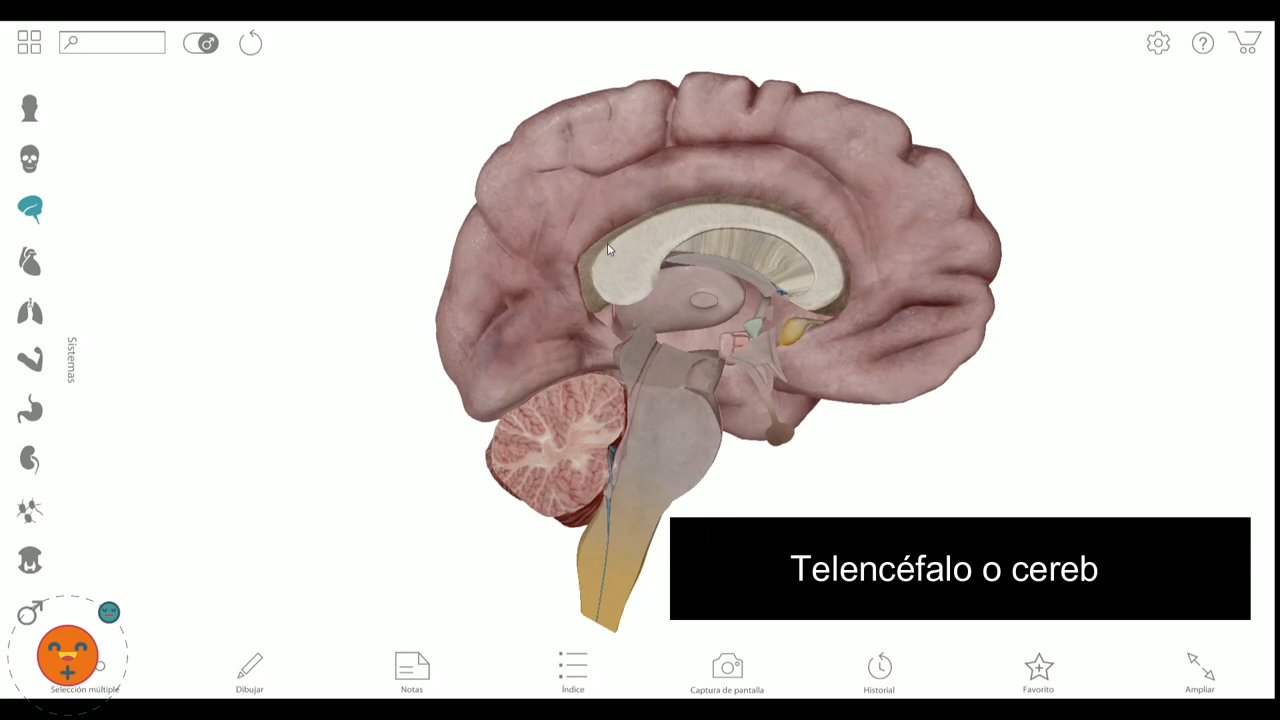 Sistemas
Telencéfalo o cereb
Selección múltiple
Dibujar
Notas
Índice
Captura de pantalla
Historial
Favorito
Ampliar